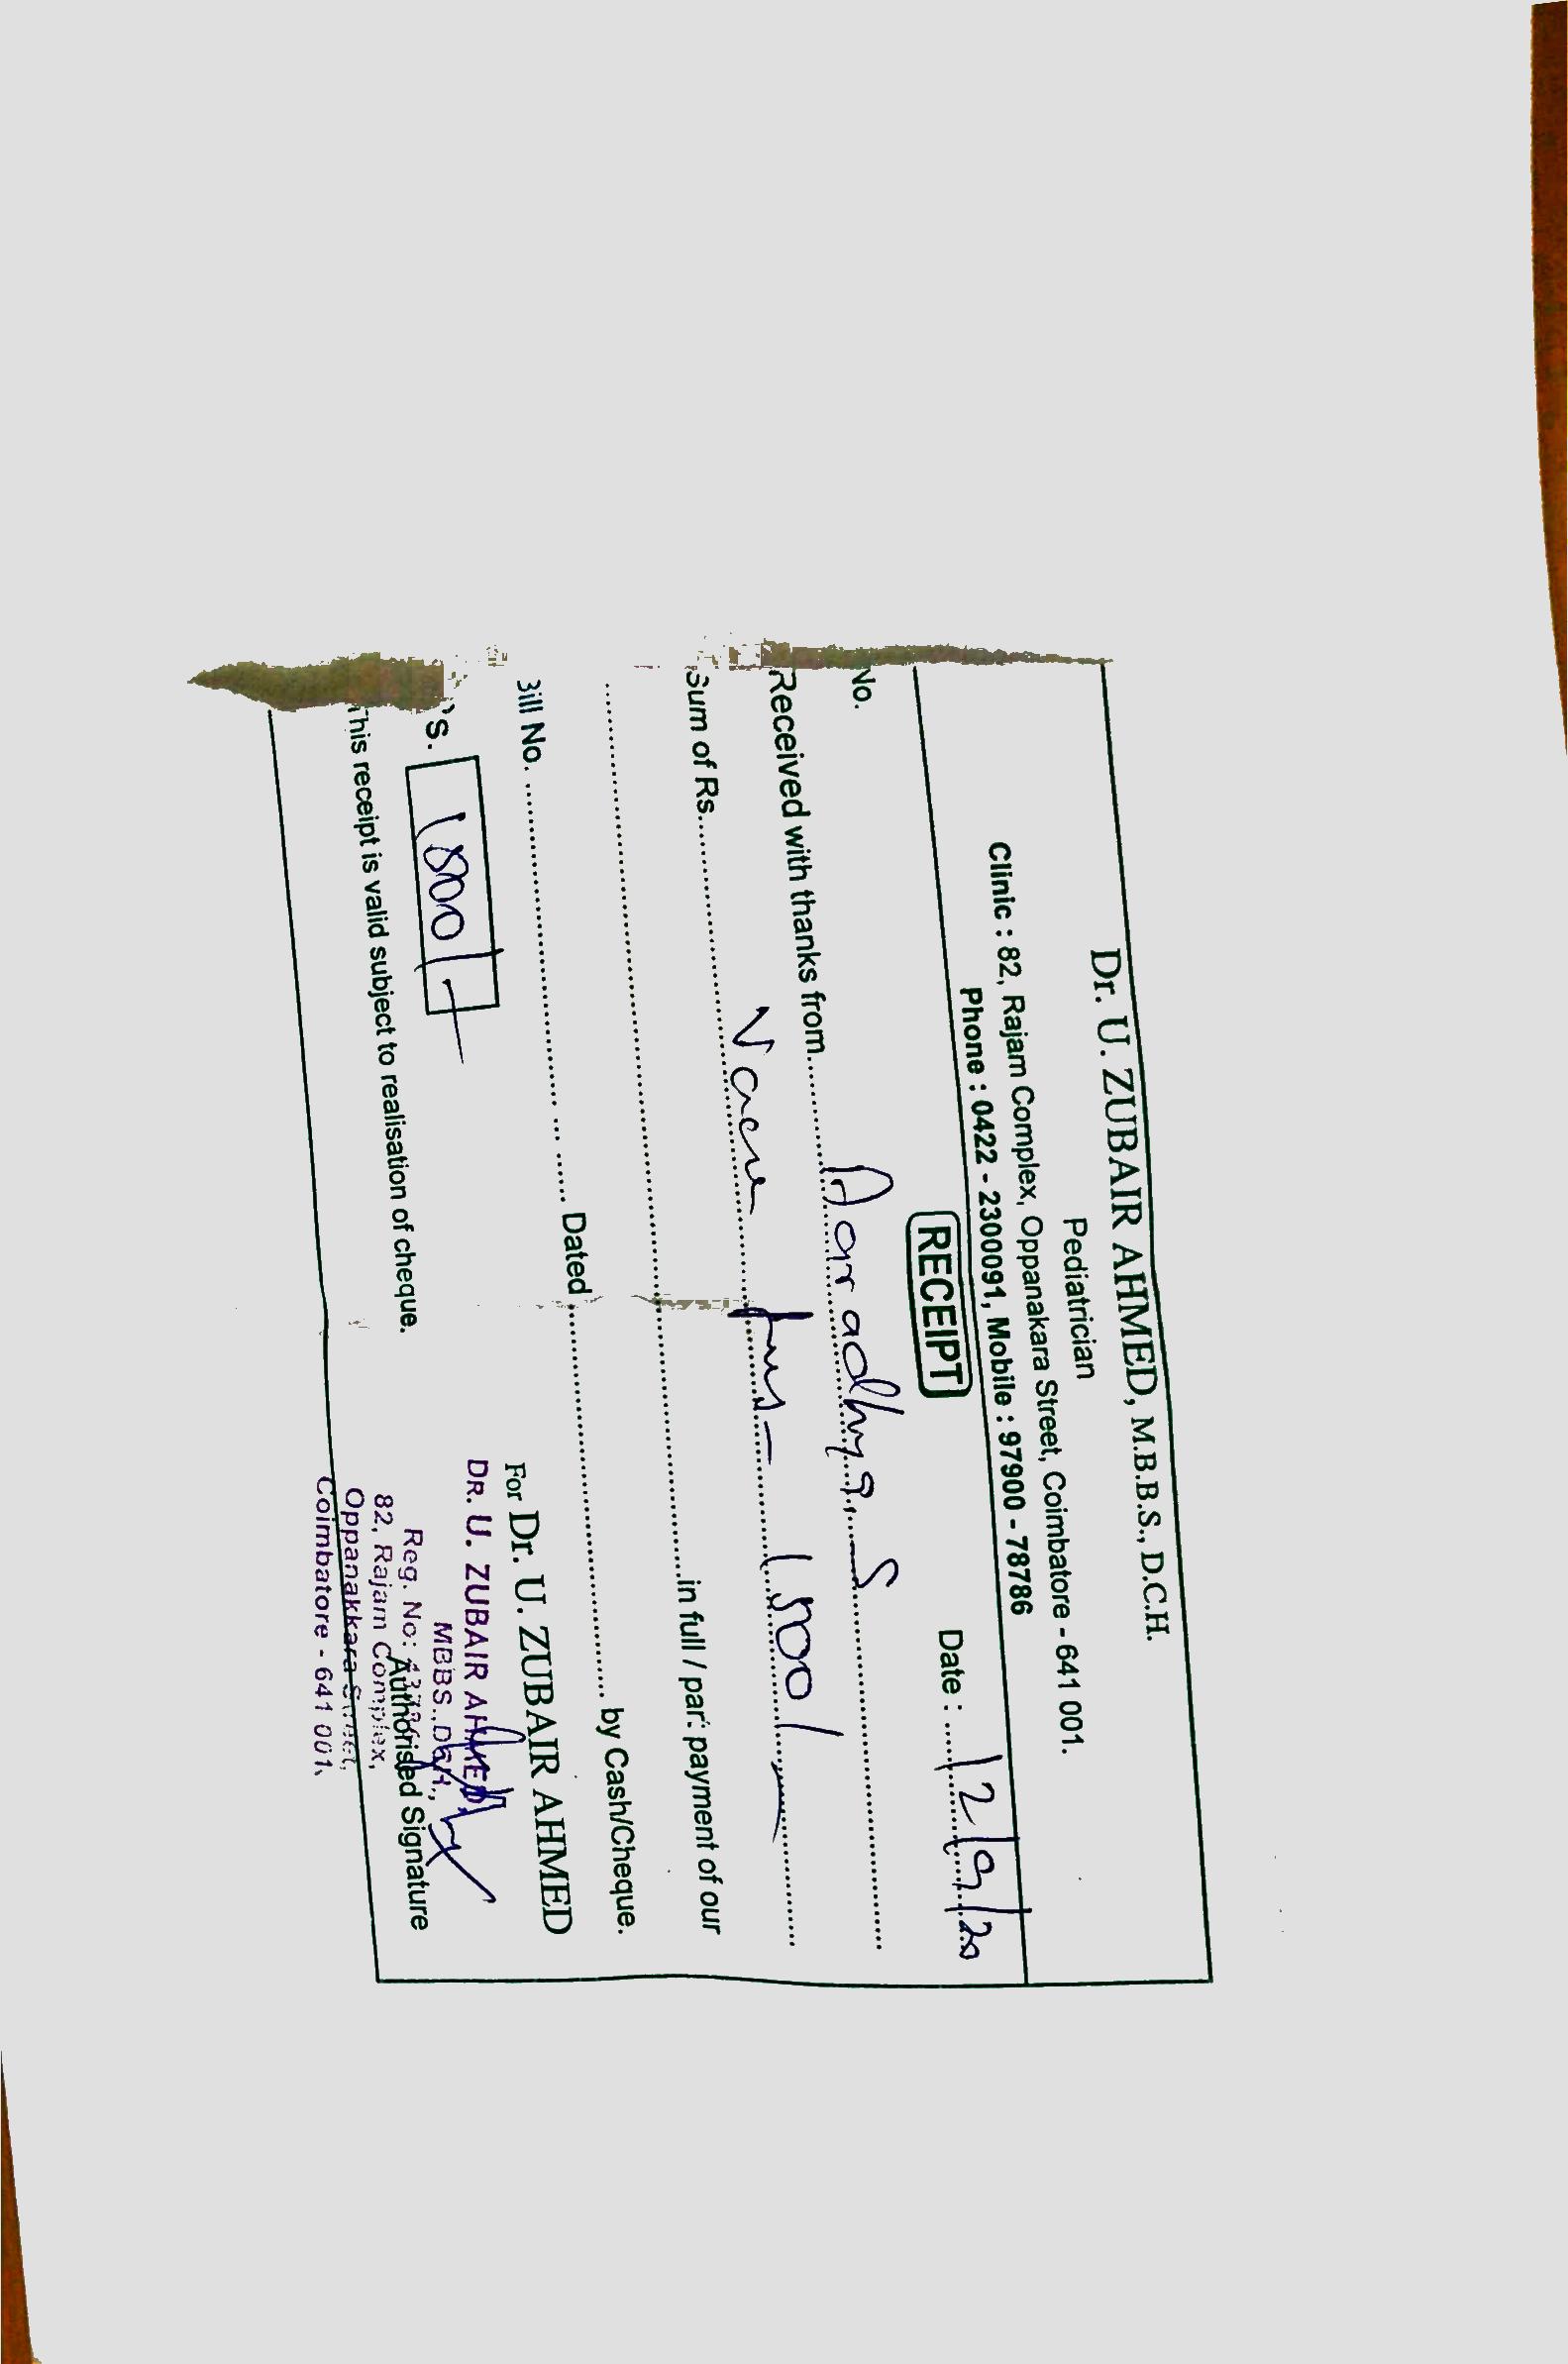 Dr. U. ZUBAIR AHMED, M.B.B.S., D.C.H.
Pediatrician
Clinic : 82, Rajam Complex, Oppanakara Street, Coimbatore - 641 001.
Phone : 0422 - 2300091, Mobile : 97900 - 78786
No. RECEIPT Date : 12/9/20
Received with thanks from Aaradhya. S
Sum of Rs. 1500/-
in full / part payment of our
Bill No. Dated by Cash/Cheque.
For Dr. U. ZUBAIR AHMED
DR. U. ZUBAIR AHMED,
MBBS., DCH.,
Rs. 1500/-
Reg. No:
Authorised Signature
82, Rajam Complex,
This receipt is valid subject to realisation of cheque.
Oppanakkara Street,
Coimbatore - 641 001.